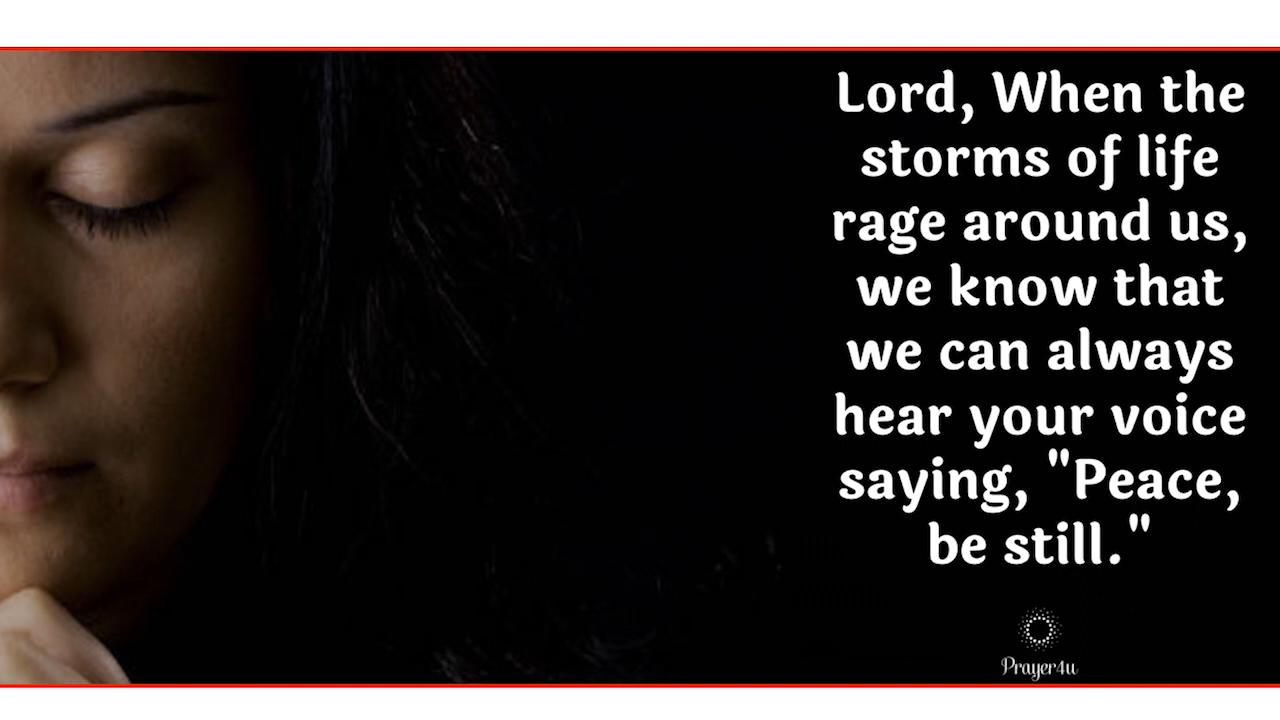 Lord, When the
storms of life
rage around us,
we know that
we can always
hear your voice
saying, "Peace,
be still."
Prayer4u